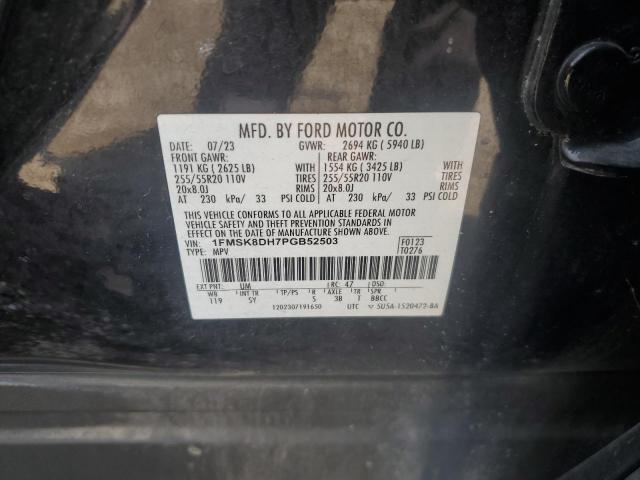 MFD. BY FORD MOTOR CO.
DATE: 07/23 GVWR: 2694 KG ( 5940 LB)
FRONT GAWR: REAR GAWR:
1191 KG ( 2625 LB) WITH 1554 KG ( 3425 LB) WITH
255/55R20 110V TIRES 255/55R20 110V TIRES
20x8.0J RIMS 20x8.0J RIMS
AT 230 kPa/ 33 PSI COLD AT 230 kPa/ 33 PSI COLD
THIS VEHICLE CONFORMS TO ALL APPLICABLE FEDERAL MOTOR
VEHICLE SAFETY AND THEFT PREVENTION STANDARDS IN EFFECT
ON THE DATE OF MANUFACTURE SHOWN ABOVE.
VIN: 1FMSK8DH7PGB52503 F0123
TYPE: MPV T0276
EXT PNT: UM RC: 47 DSO:
WB INT TR TP/PS R AXLE TR SPR
119 SY S 3B T BBCC
1202307191650 UTC 5U5A-1520472-BA